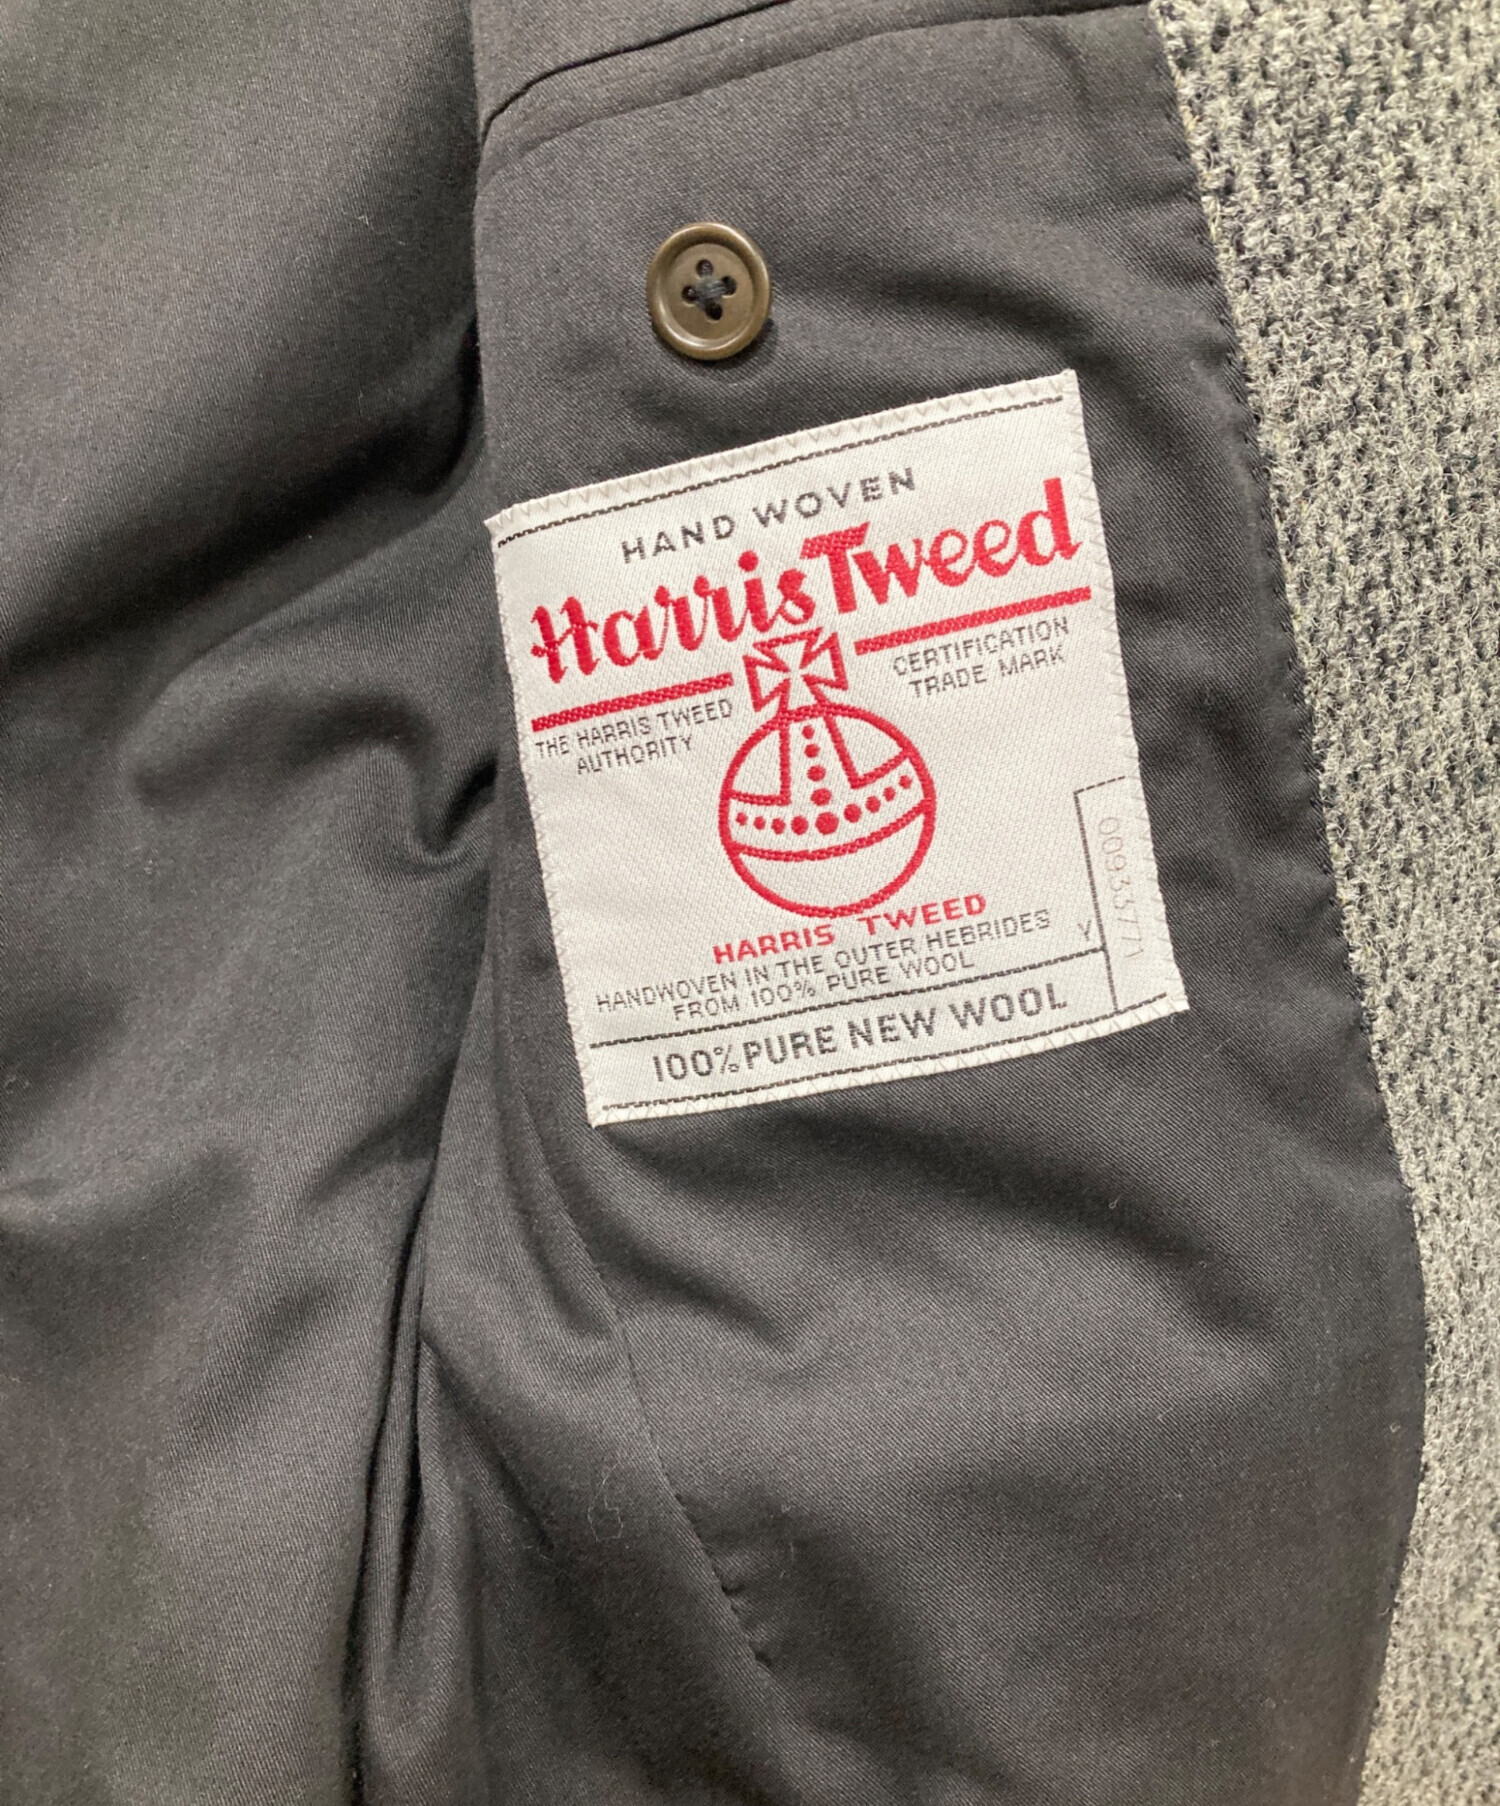 HAND WOVEN
Harris Tweed
THE HARRIS TWEED
AUTHORITY
CERTIFICATION
TRADE MARK
HARRIS TWEED
HANDWOVEN IN THE OUTER HEBRIDES
FROM 100% PURE WOOL
Y
100% PURE NEW WOOL